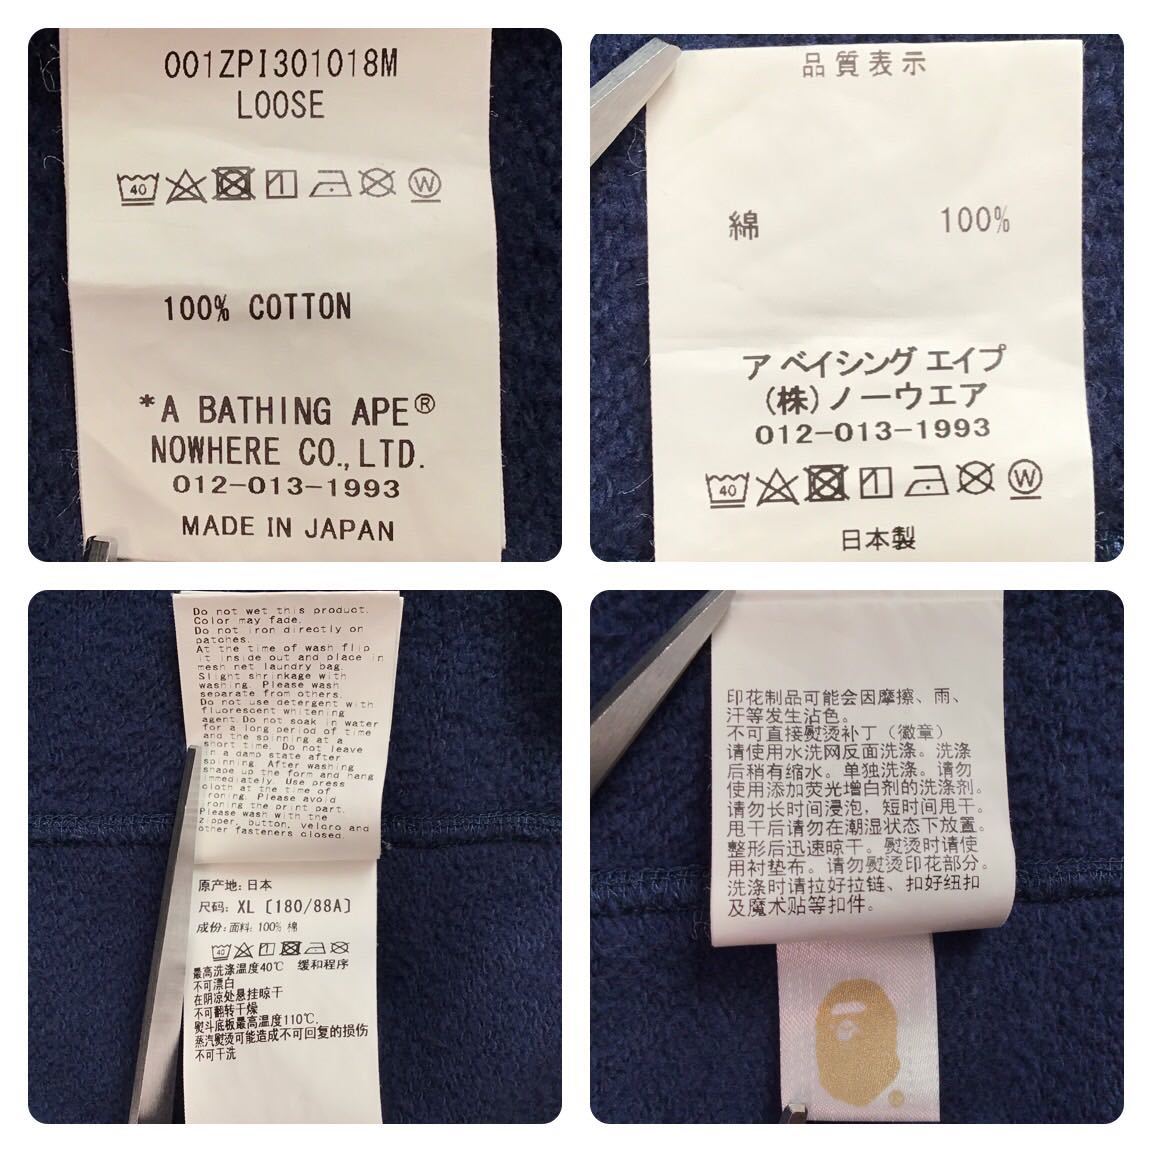 001ZPI301018M
LOOSE
40
W
100% COTTON
*A BATHING APE®
NOWHERE CO.,LTD.
012-013-1993
MADE IN JAPAN
品質表示
綿 100%
ア ベイシング エイプ
(株)ノーウエア
012-013-1993
40
W
日本製
Do not wet this product.
Color may fade.
Do not iron directly on
patches.
At the time of wash flip
it inside out and place in
mesh net laundry bag.
Slight shrinkage with
washing. Please wash
separate from others.
Do not use detergent with
fluorescent whitening
agent Do not soak in water
for a long period of time
and the spinning at a
short time. Do not leave
in a damp state after
spinning. After washing
shape up the form and hang
immediately. Use press
cloth at the time of
ironing. Please avoid
ironing the print part.
Please wash with the
zipper, button, velcro and
other fasteners closed.
原产地: 日本
尺码: XL [180/88A]
成份: 面料: 100% 棉
40
最高洗涤温度40℃ 缓和程序
不可漂白
在阴凉处悬挂晾干
不可翻转干燥
熨斗底板最高温度110℃.
蒸汽熨烫可能造成不可回复的损伤
不可干洗
印花制品可能会因摩擦、雨、
汗等发生沾色。
不可直接熨烫补丁（徽章）
请使用水洗网反面洗涤。洗涤
后稍有缩水。单独洗涤。请勿
使用添加荧光增白剂的洗涤剂。
请勿长时间浸泡，短时间甩干。
甩干后请勿在潮湿状态下放置。
整形后迅速晾干。熨烫时请使
用衬垫布。请勿熨烫印花部分。
洗涤时请拉好拉链、扣好纽扣
及魔术贴等扣件。
®